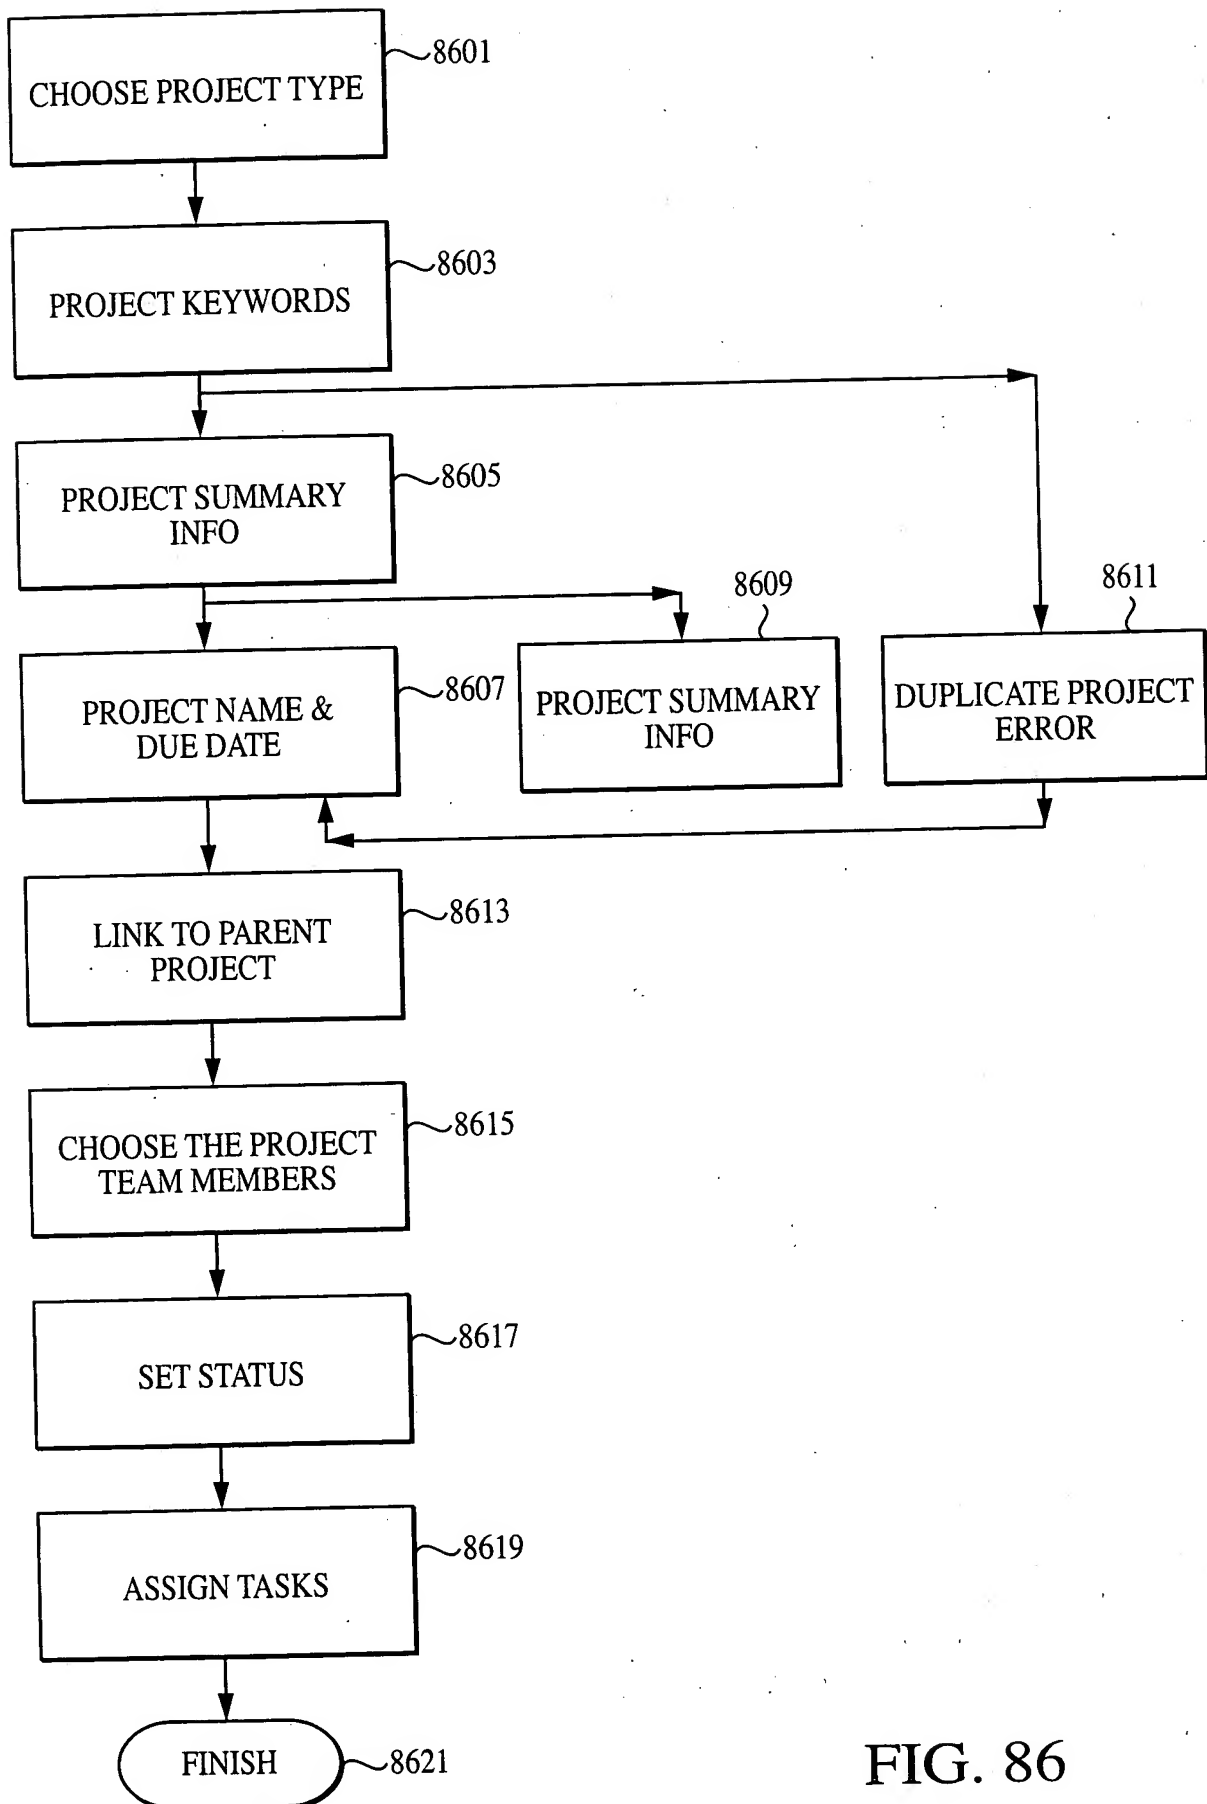 8601
CHOOSE PROJECT TYPE
8603
PROJECT KEYWORDS
8605
PROJECT SUMMARY
INFO
8609
8611
8607
PROJECT NAME &
DUE DATE
PROJECT SUMMARY
INFO
DUPLICATE PROJECT
ERROR
8613
LINK TO PARENT
PROJECT
8615
CHOOSE THE PROJECT
TEAM MEMBERS
8617
SET STATUS
8619
ASSIGN TASKS
FINISH
8621
FIG. 86